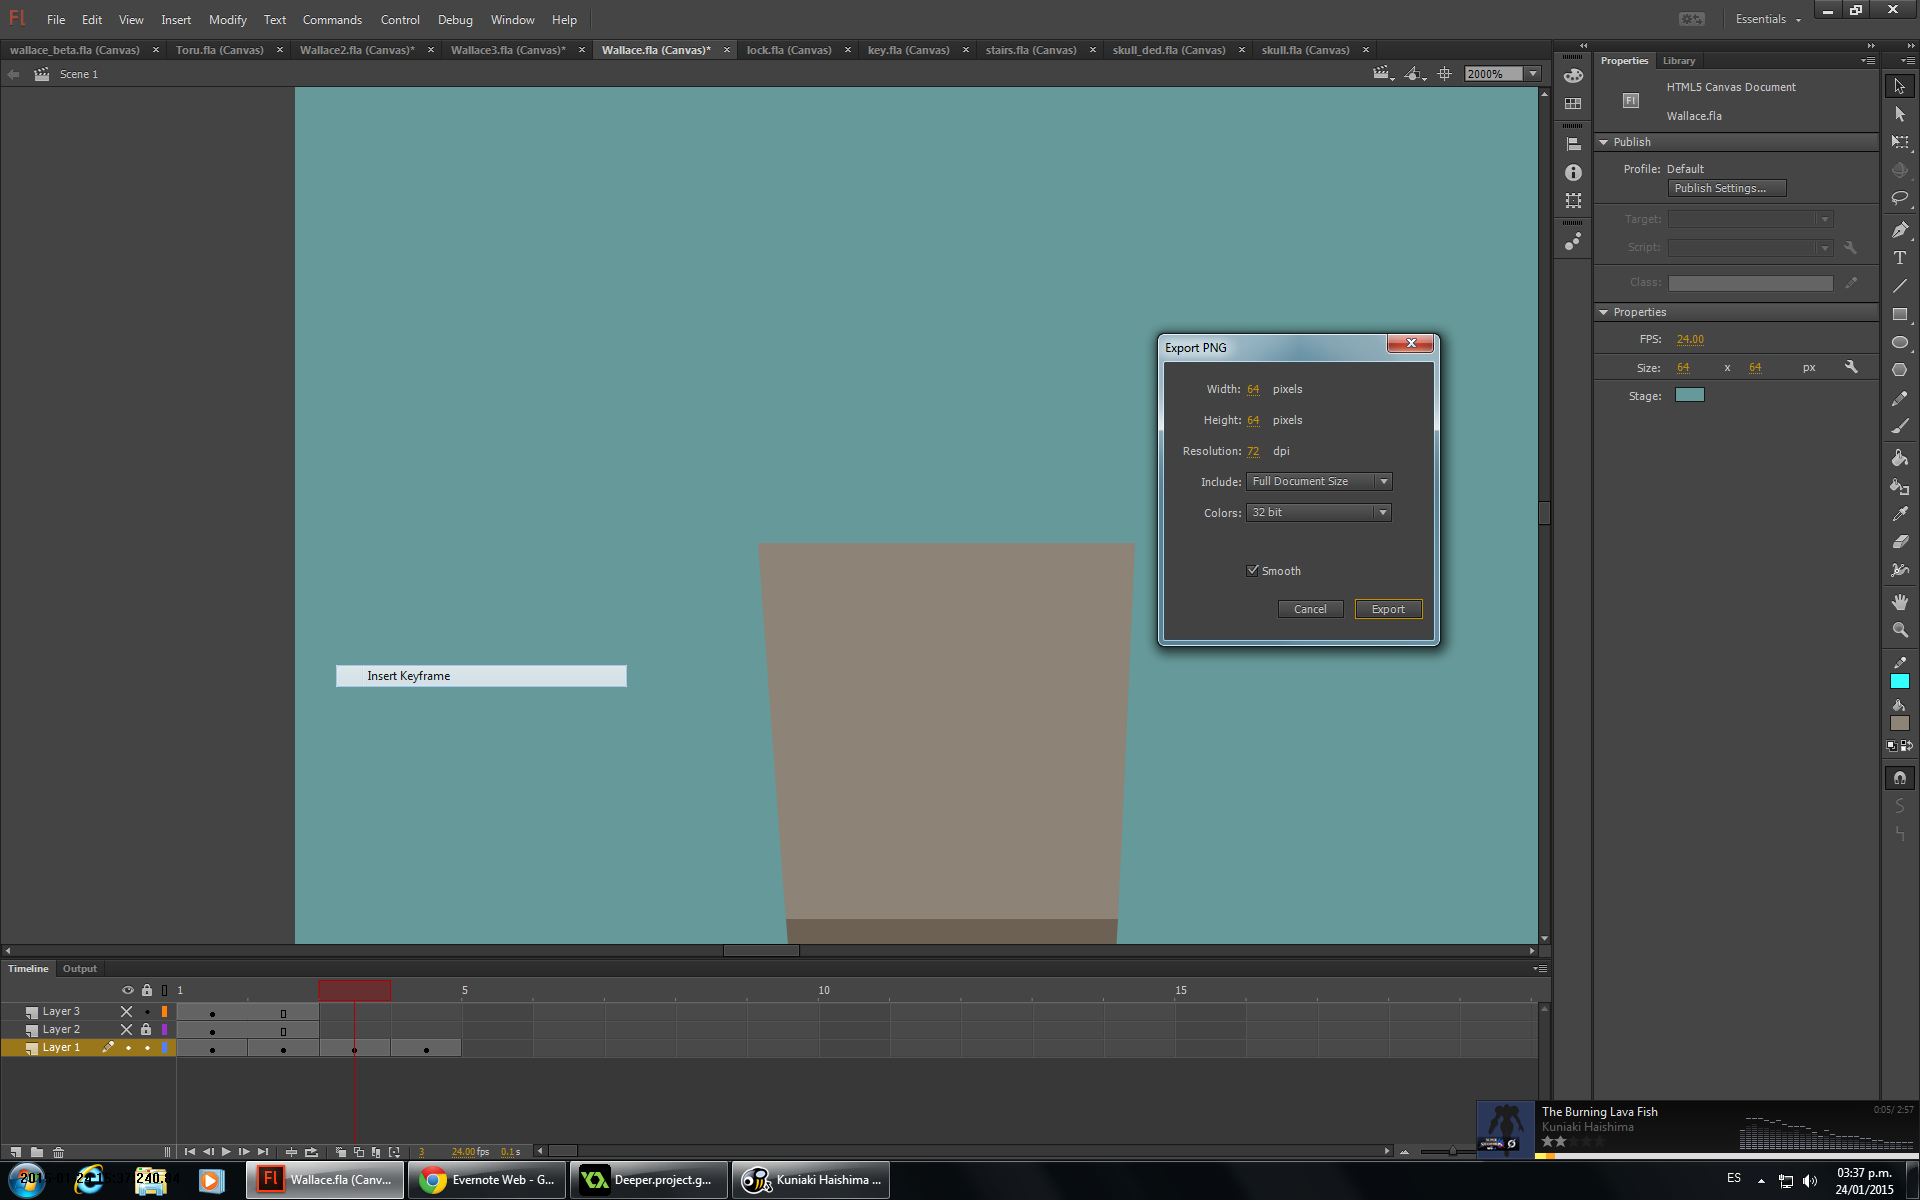 Fl File Edit View Insert Modify Text Commands Control Debug Window Help Essentials
wallace_beta.fla (Canvas) × Toru.fla (Canvas) × Wallace2.fla (Canvas)* × Wallace3.fla (Canvas)* × Wallace.fla (Canvas)* × lock.fla (Canvas) × key.fla (Canvas) × stairs.fla (Canvas) × skull_ded.fla (Canvas) × skull.fla (Canvas) ×
Scene 1 2000%
Properties Library
HTML5 Canvas Document
Fl
Wallace.fla
Publish
Profile: Default
Publish Settings...
Target:
Script:
Class:
Properties
FPS: 24.00
Size: 64 x 64 px
Stage:
Export PNG
Width: 64 pixels
Height: 64 pixels
Resolution: 72 dpi
Include: Full Document Size
Colors: 32 bit
Smooth
Cancel Export
Insert Keyframe
Timeline Output
1 5 10 15
Layer 3
Layer 2
Layer 1
3 24.00 fps 0.1 s
The Burning Lava Fish 0:05/ 2:57
Kuniaki Haishima
Wallace.fla (Canv... Evernote Web - G... Deeper.project.g... Kuniaki Haishima ...
ES
03:37 p.m.
24/01/2015